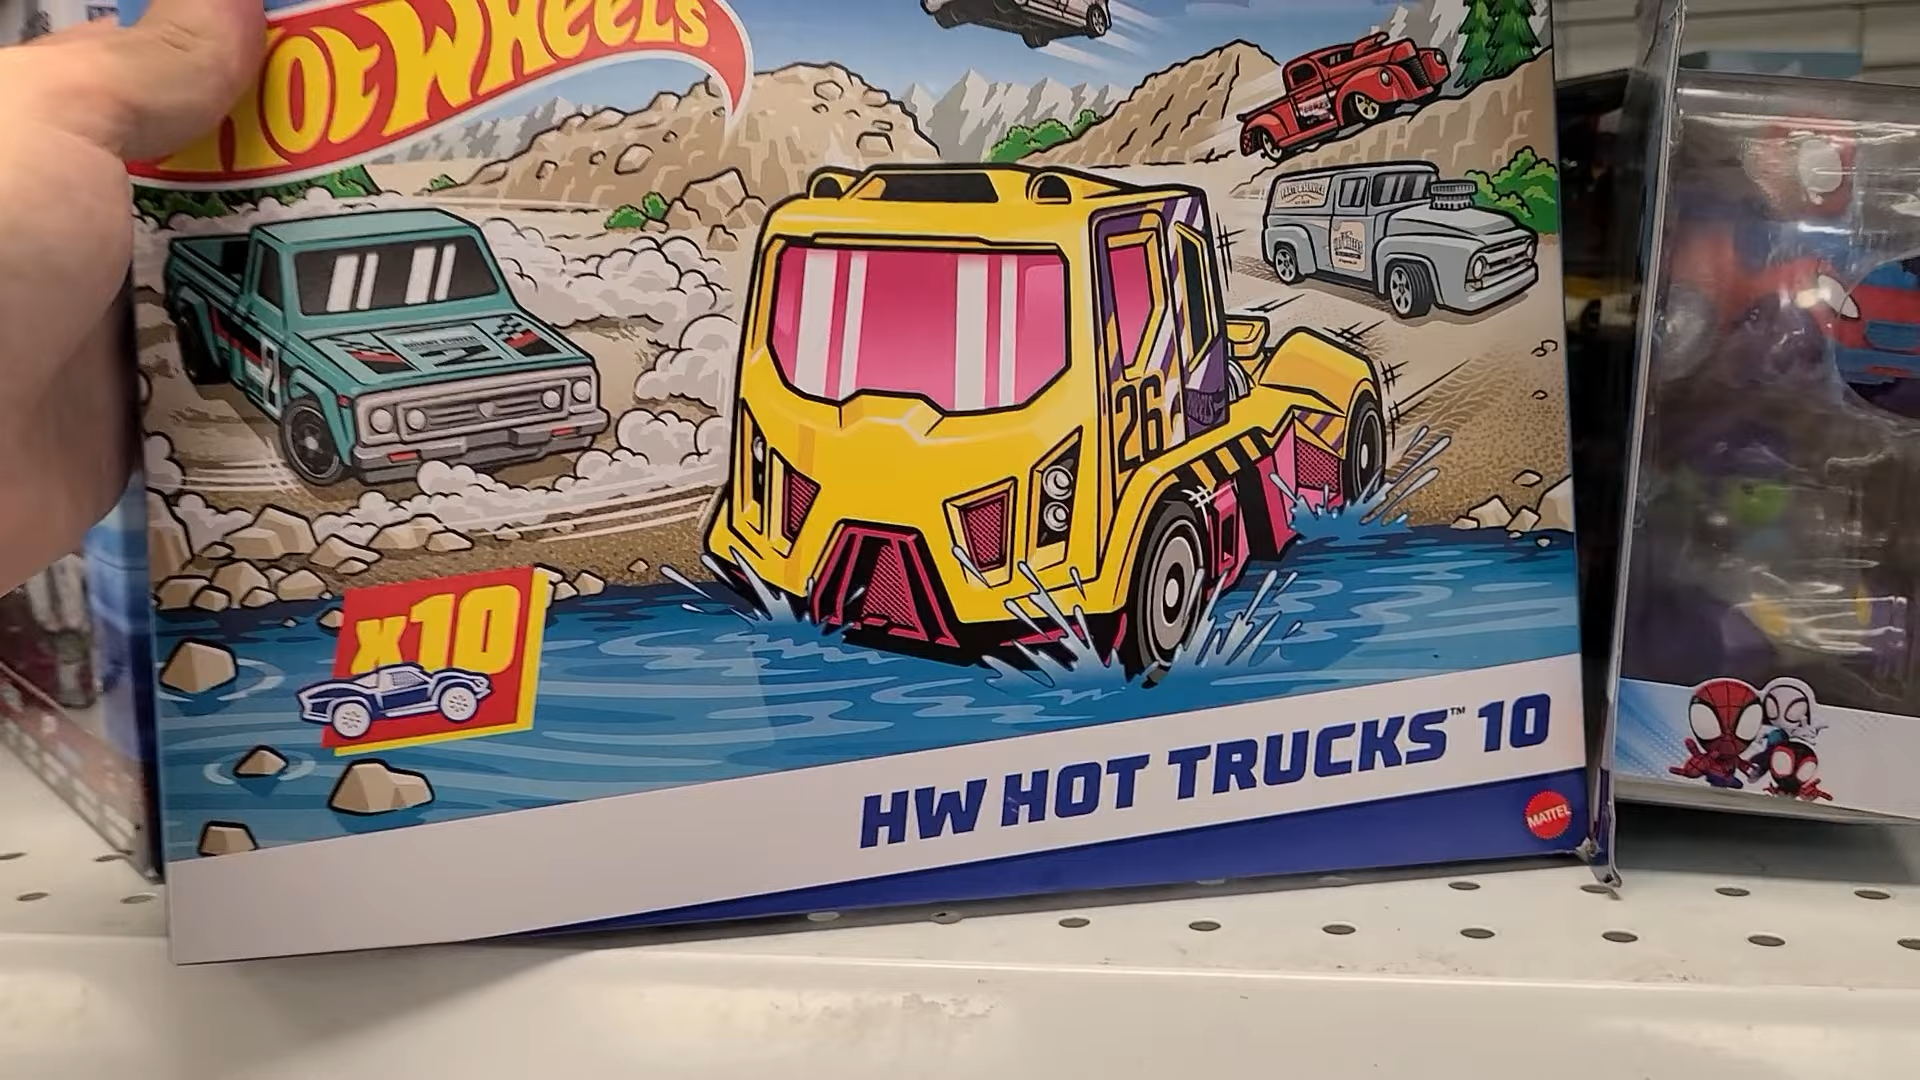 HOT WHEELS
26
x10
HW HOT TRUCKS™ 10
MATTEL